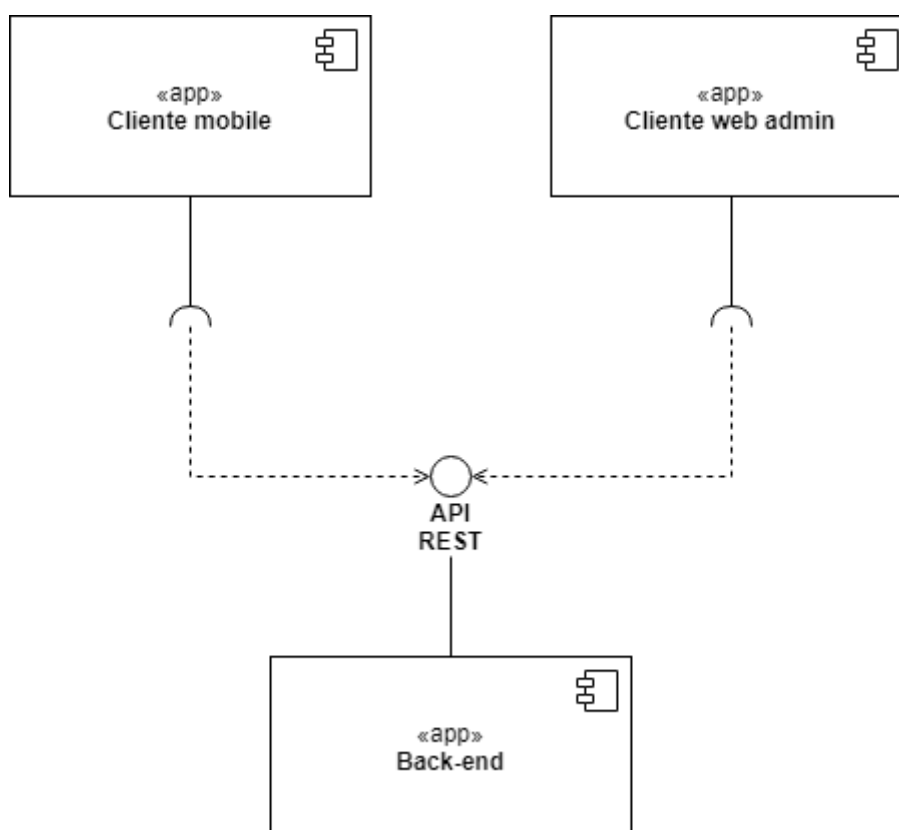 «app»
Cliente mobile
«app»
Cliente web admin
API
REST
«app»
Back-end